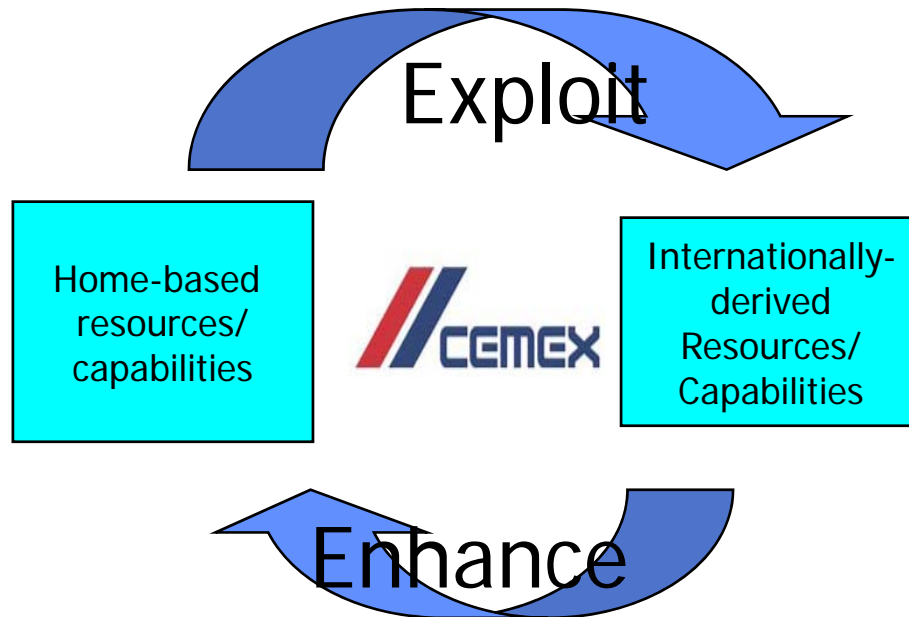 Exploit
Home-based
resources/
capabilities
CEMEX
Internationally-
derived
Resources/
Capabilities
Enhance